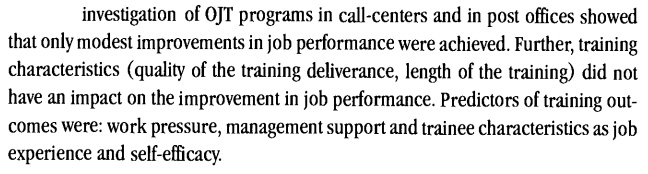 investigation of OJT programs in call-centers and in post offices showed
that only modest improvements in job performance were achieved. Further, training
characteristics (quality of the training deliverance, length of the training) did not
have an impact on the improvement in job performance. Predictors of training out-
comes were: work pressure, management support and trainee characteristics as job
experience and self-efficacy.